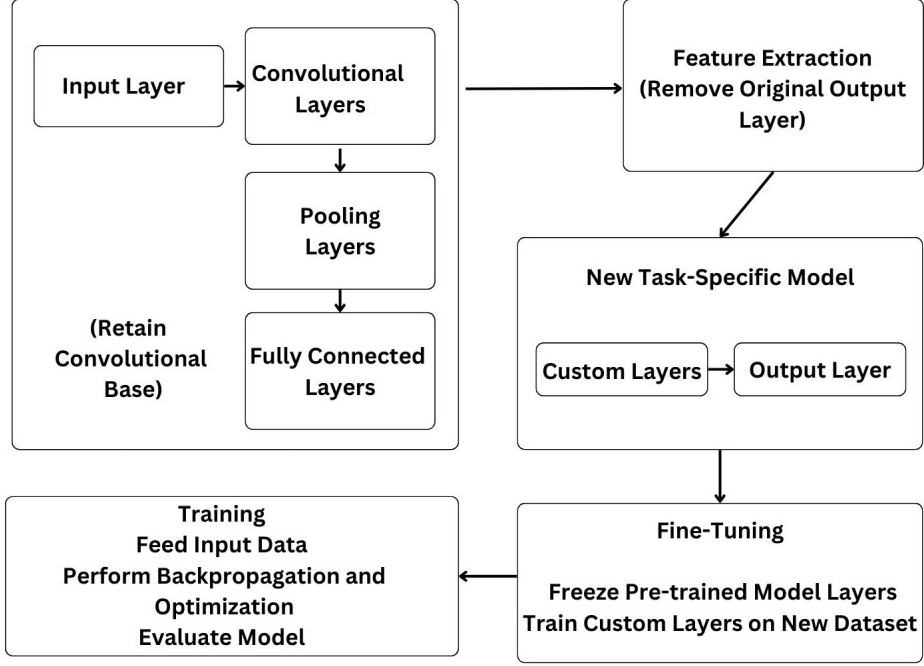 Input Layer
Convolutional
Layers
Pooling
Layers
(Retain
Convolutional
Base)
Fully Connected
Layers
Feature Extraction
(Remove Original Output
Layer)
New Task-Specific Model
Custom Layers
Output Layer
Fine-Tuning
Freeze Pre-trained Model Layers
Train Custom Layers on New Dataset
Training
Feed Input Data
Perform Backpropagation and
Optimization
Evaluate Model